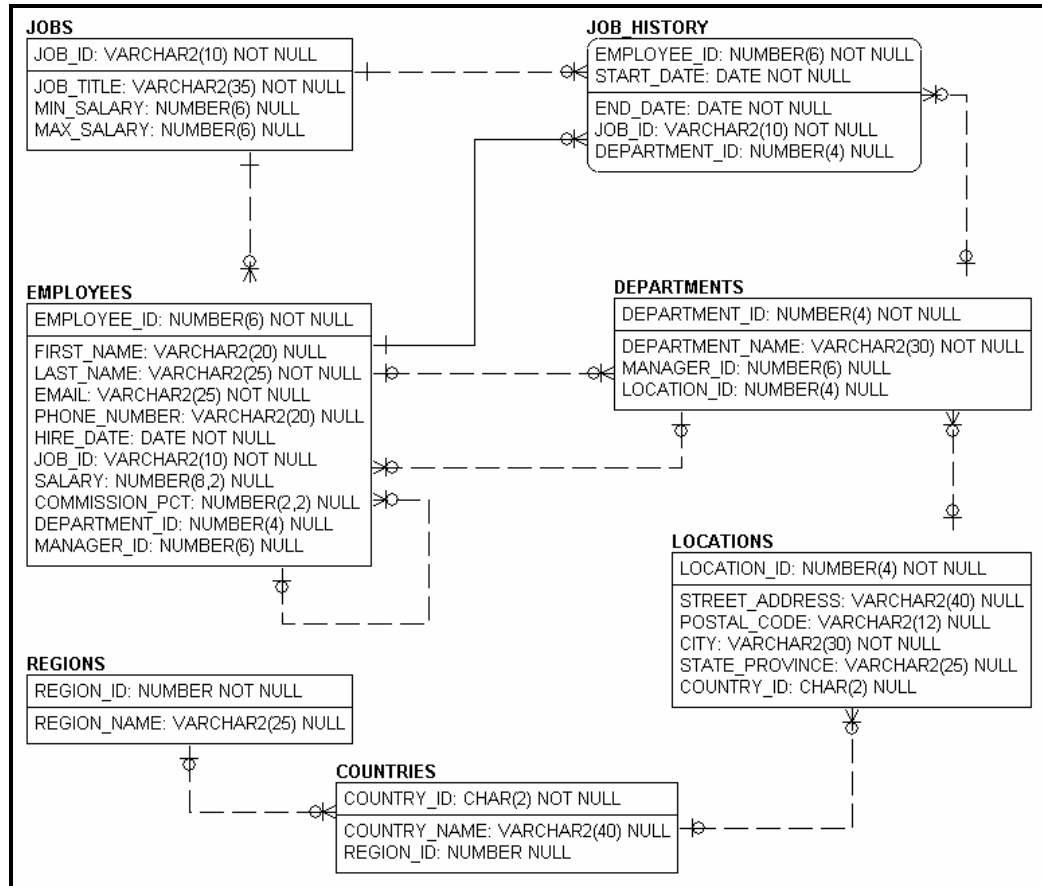 JOBS
JOB_ID: VARCHAR2(10) NOT NULL
JOB_TITLE: VARCHAR2(35) NOT NULL
MIN_SALARY: NUMBER(6) NULL
MAX_SALARY: NUMBER(6) NULL
JOB_HISTORY
EMPLOYEE_ID: NUMBER(6) NOT NULL
START_DATE: DATE NOT NULL
END_DATE: DATE NOT NULL
JOB_ID: VARCHAR2(10) NOT NULL
DEPARTMENT_ID: NUMBER(4) NULL
EMPLOYEES
EMPLOYEE_ID: NUMBER(6) NOT NULL
FIRST_NAME: VARCHAR2(20) NULL
LAST_NAME: VARCHAR2(25) NOT NULL
EMAIL: VARCHAR2(25) NOT NULL
PHONE_NUMBER: VARCHAR2(20) NULL
HIRE_DATE: DATE NOT NULL
JOB_ID: VARCHAR2(10) NOT NULL
SALARY: NUMBER(8,2) NULL
COMMISSION_PCT: NUMBER(2,2) NULL
DEPARTMENT_ID: NUMBER(4) NULL
MANAGER_ID: NUMBER(6) NULL
DEPARTMENTS
DEPARTMENT_ID: NUMBER(4) NOT NULL
DEPARTMENT_NAME: VARCHAR2(30) NOT NULL
MANAGER_ID: NUMBER(6) NULL
LOCATION_ID: NUMBER(4) NULL
LOCATIONS
LOCATION_ID: NUMBER(4) NOT NULL
STREET_ADDRESS: VARCHAR2(40) NULL
POSTAL_CODE: VARCHAR2(12) NULL
CITY: VARCHAR2(30) NOT NULL
STATE_PROVINCE: VARCHAR2(25) NULL
COUNTRY_ID: CHAR(2) NULL
REGIONS
REGION_ID: NUMBER NOT NULL
REGION_NAME: VARCHAR2(25) NULL
COUNTRIES
COUNTRY_ID: CHAR(2) NOT NULL
COUNTRY_NAME: VARCHAR2(40) NULL
REGION_ID: NUMBER NULL